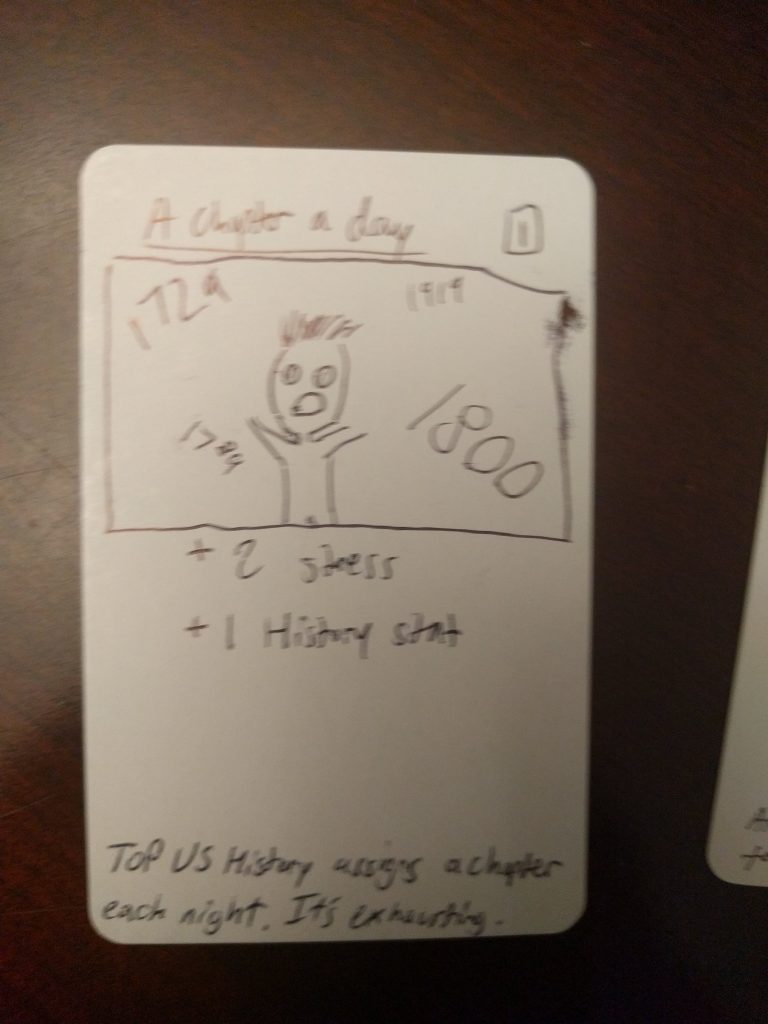 A chapter a day
1
1729
1919
1789
1800
+ 2 stress
+ 1 History stat
TOP US History assigns a chapter
each night. It's exhausting.